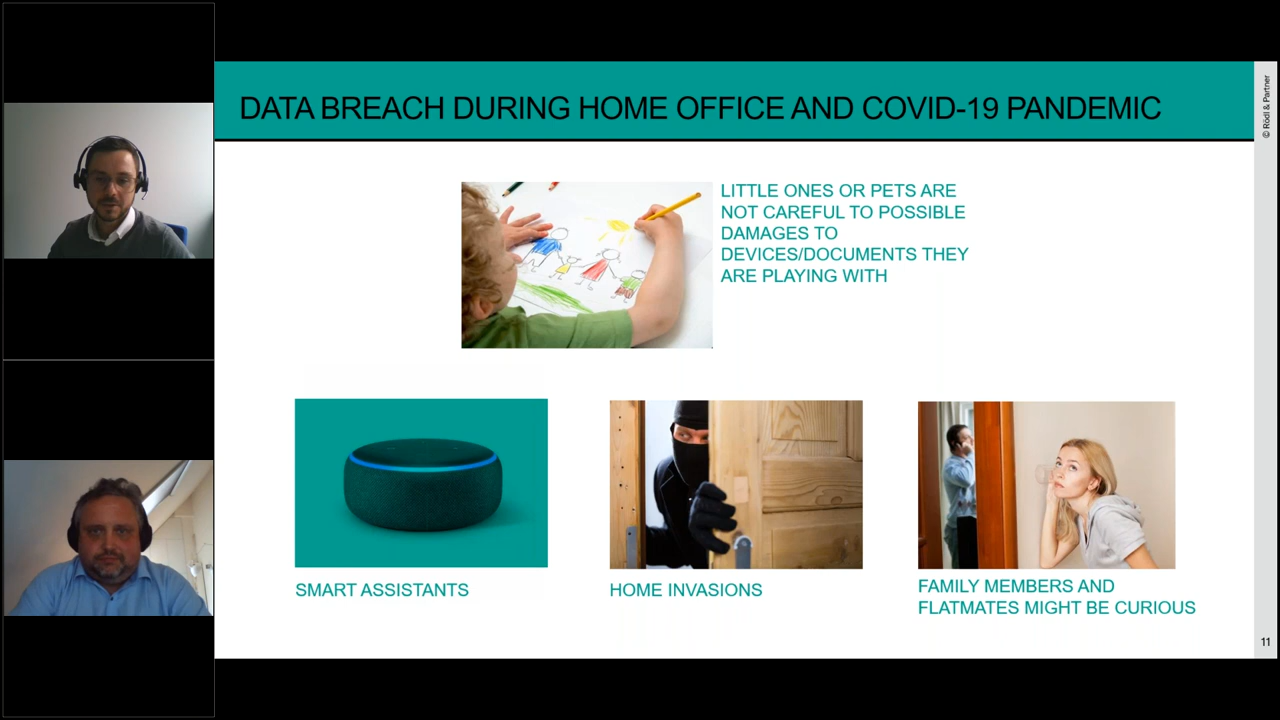 DATA BREACH DURING HOME OFFICE AND COVID-19 PANDEMIC
© Rödl & Partner
LITTLE ONES OR PETS ARE
NOT CAREFUL TO POSSIBLE
DAMAGES TO
DEVICES/DOCUMENTS THEY
ARE PLAYING WITH
SMART ASSISTANTS
HOME INVASIONS
FAMILY MEMBERS AND
FLATMATES MIGHT BE CURIOUS
11